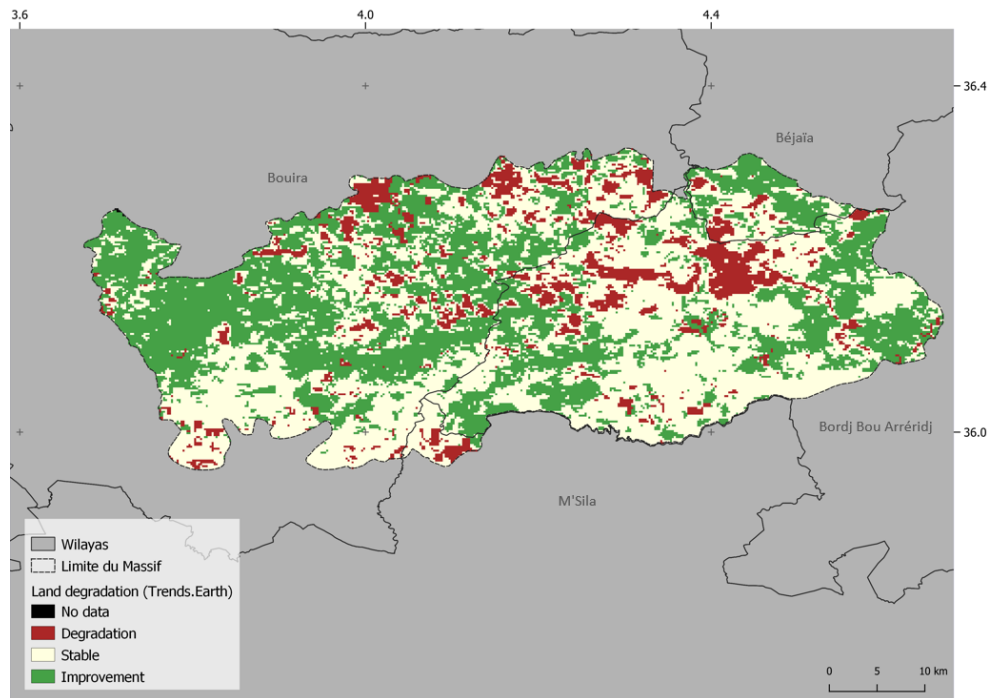 3.6
4.0
4.4
36.4
Béjaïa
Bouira
36.0
Bordj Bou Arréridj
M'Sila
Wilayas
Limite du Massif
Land degradation (Trends.Earth)
No data
Degradation
Stable
Improvement
0 5 10 km